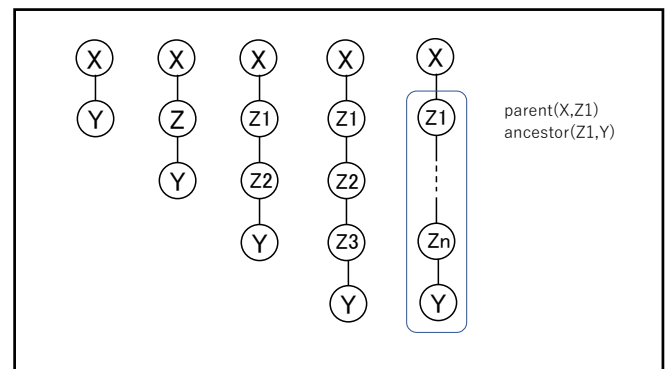 X X X X X
Y Z Z1 Z1 Z1
parent(X,Z1)
ancestor(Z1,Y)
Y Z2 Z2
Y Z3 Zn
Y Y